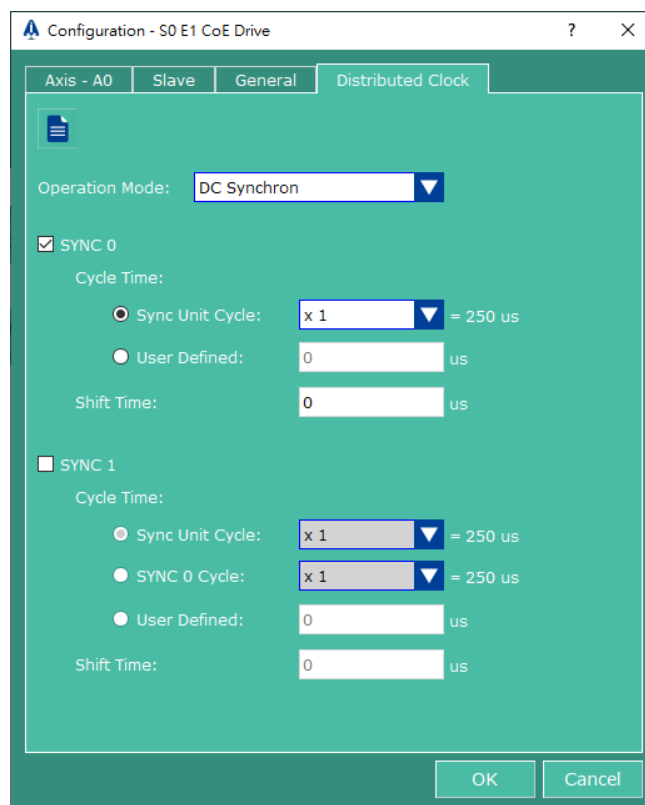 Configuration - S0 E1 CoE Drive ?
Axis - A0 Slave General Distributed Clock
Operation Mode: DC Synchron
SYNC 0
Cycle Time:
Sync Unit Cycle: x 1 = 250 us
User Defined: 0 us
Shift Time: 0 us
SYNC 1
Cycle Time:
Sync Unit Cycle: x 1 = 250 us
SYNC 0 Cycle: x 1 = 250 us
User Defined: 0 us
Shift Time: 0 us
OK Cancel